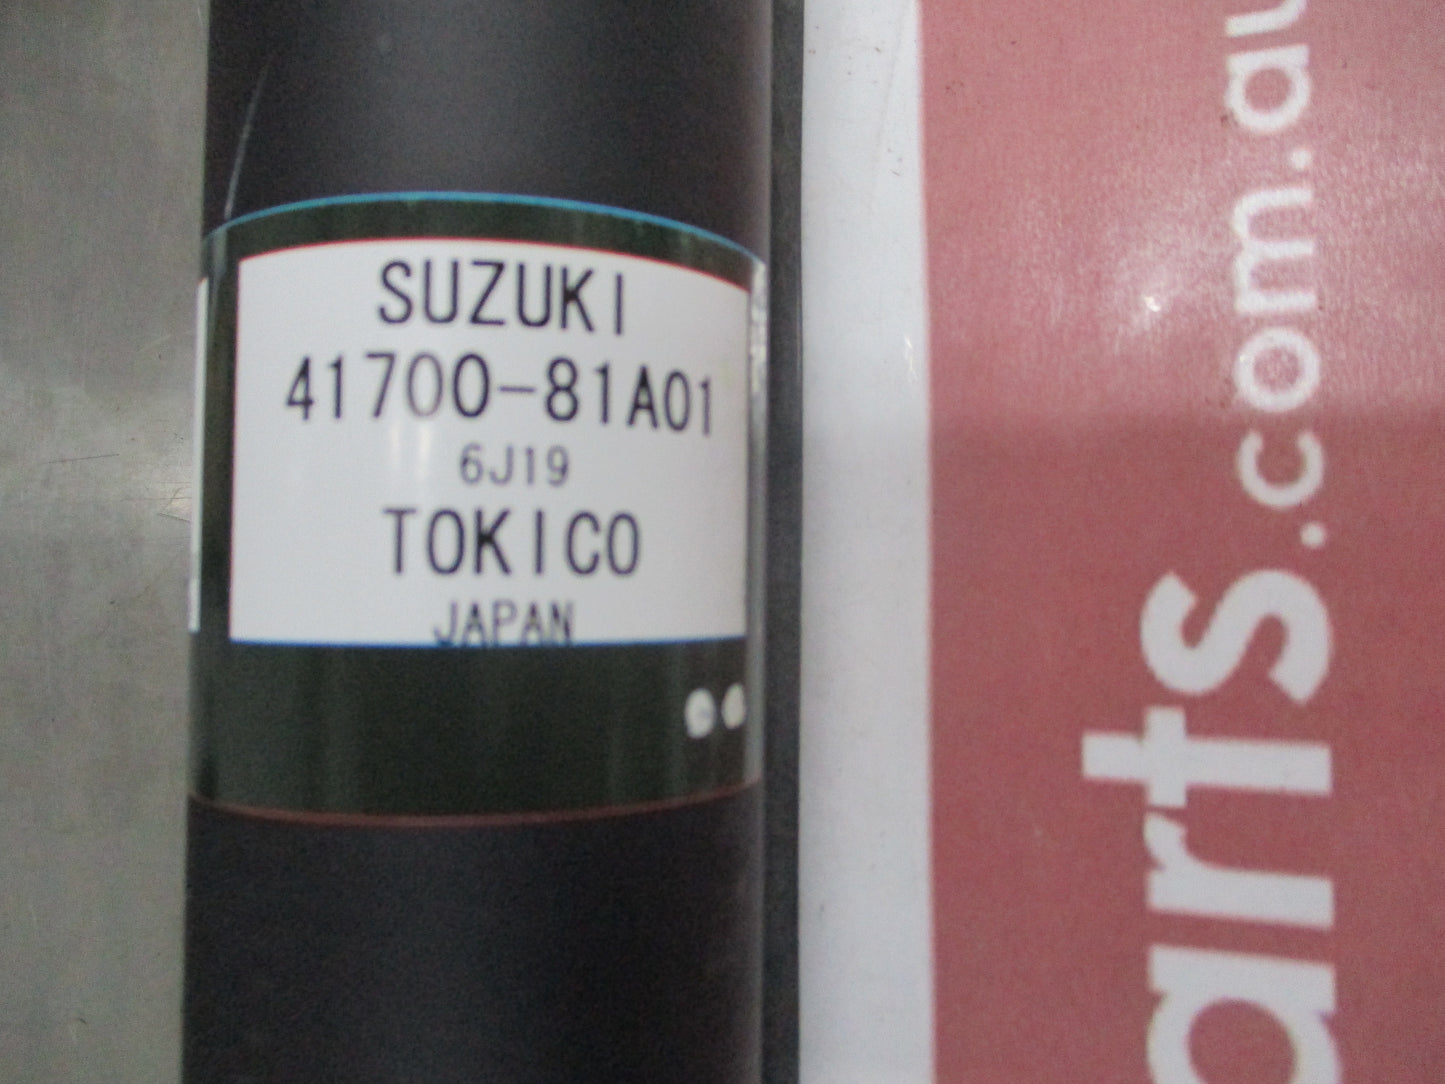 SUZUKI
41700-81A01
6J19
TOKICO
JAPAN
arts.com.au